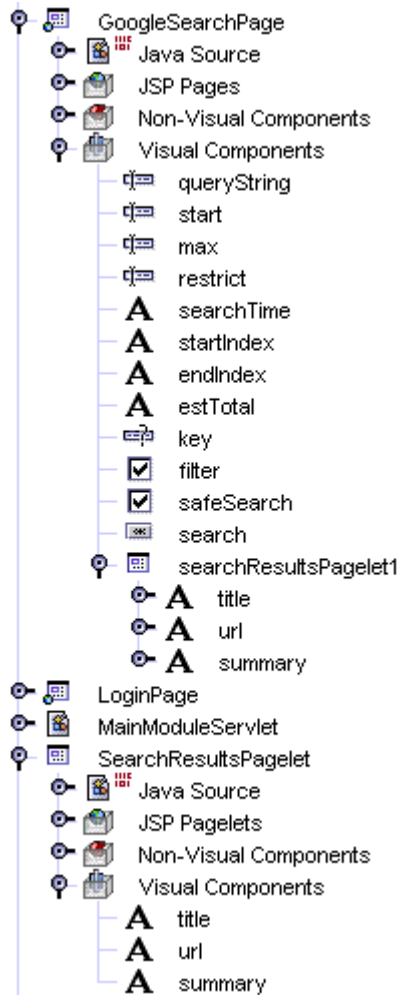 GoogleSearchPage
Java Source
JSP Pages
Non-Visual Components
Visual Components
queryString
start
max
restrict
A searchTime
A startIndex
A endIndex
A estTotal
key
filter
safeSearch
search
searchResultsPagelet1
A title
A url
A summary
LoginPage
MainModuleServlet
SearchResultsPagelet
Java Source
JSP Pagelets
Non-Visual Components
Visual Components
A title
A url
A summary